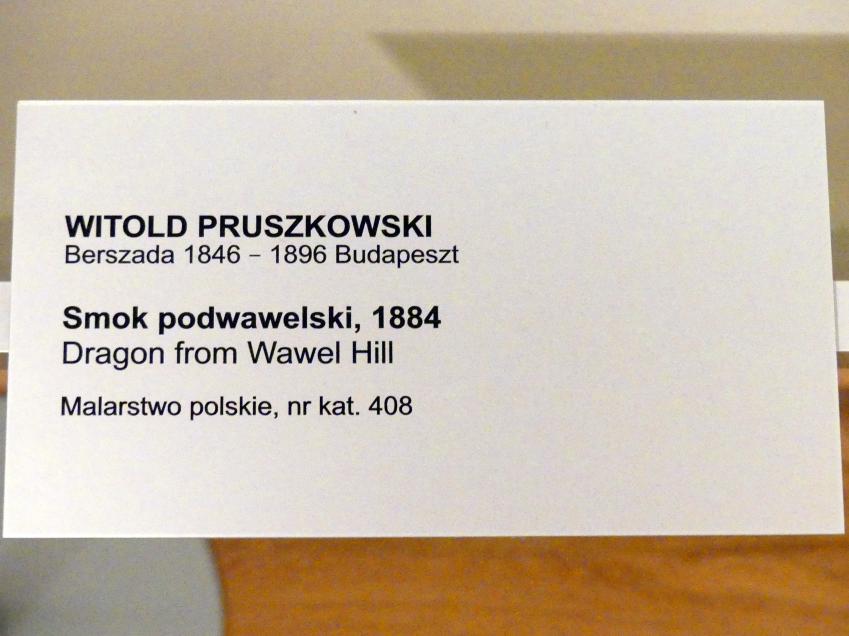 WITOLD PRUSZKOWSKI
Berszada 1846 – 1896 Budapeszt
Smok podwawelski, 1884
Dragon from Wawel Hill
Malarstwo polskie, nr kat. 408